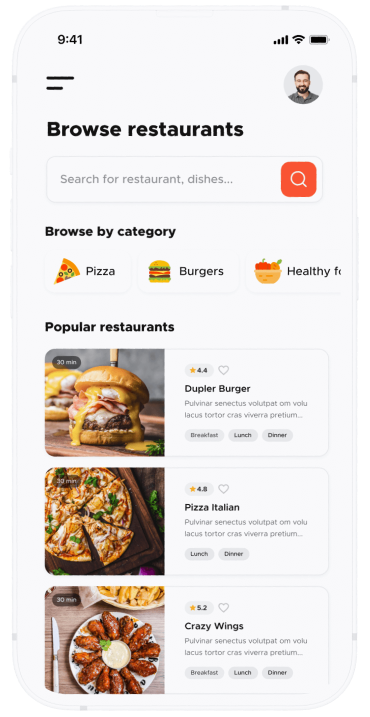 9:41
Browse restaurants
Search for restaurant, dishes...
Browse by category
Pizza
Burgers
Healthy fo
Popular restaurants
30 min
4.4
Dupler Burger
Pulvinar senectus volutpat om volu
lacus tortor cras viverra pretium...
Breakfast
Lunch
Dinner
30 min
4.8
Pizza Italian
Pulvinar senectus volutpat om volu
lacus tortor cras viverra pretium...
Lunch
Dinner
30 min
5.2
Crazy Wings
Pulvinar senectus volutpat om volu
lacus tortor cras viverra pretium...
Breakfast
Lunch
Dinner